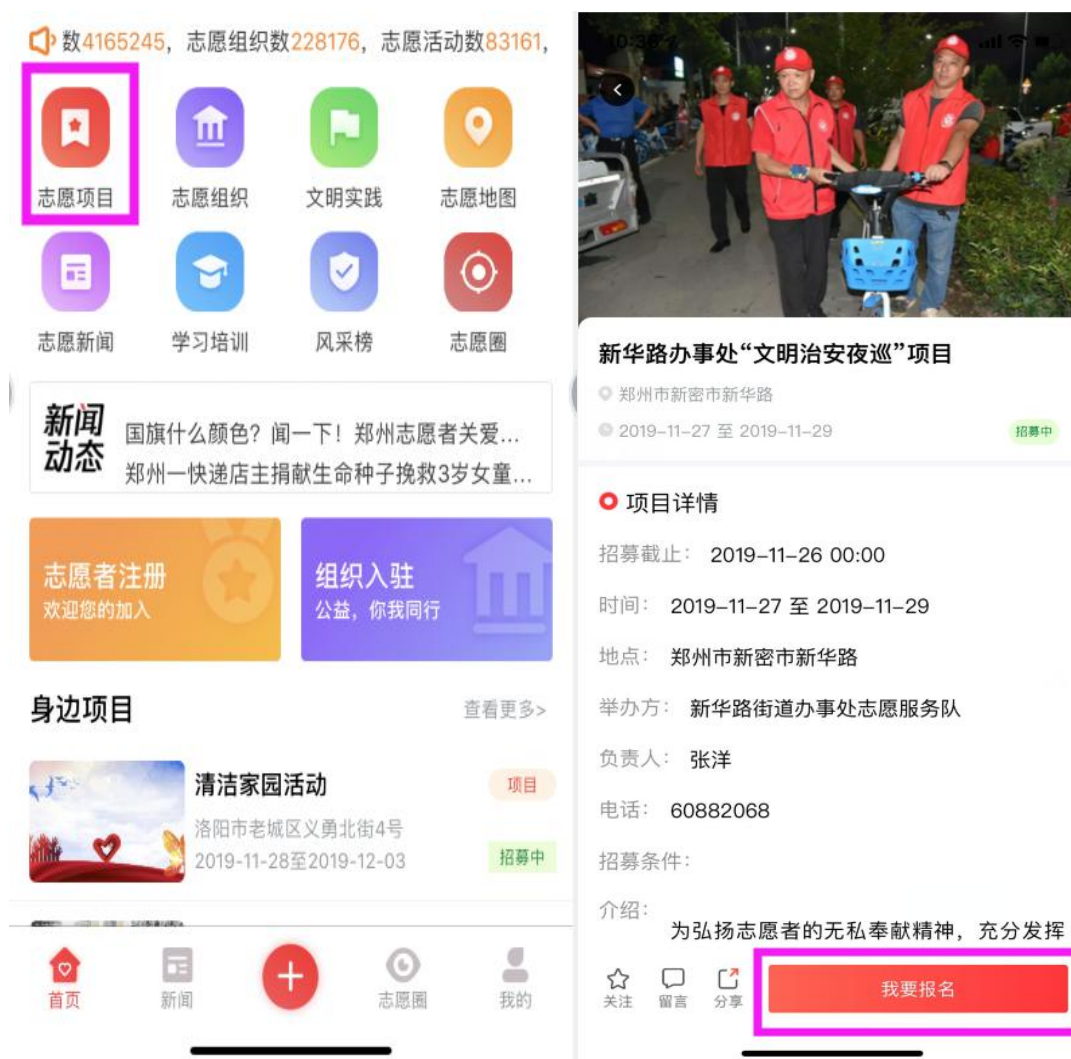 数4165245，志愿组织数228176，志愿活动数83161,
志愿项目
志愿组织
文明实践
志愿地图
志愿新闻
学习培训
风采榜
志愿圈
新闻
动态
国旗什么颜色？闻一下！郑州志愿者关爱...
郑州一快递店主捐献生命种子挽救3岁女童...
志愿者注册
欢迎您的加入
组织入驻
公益，你我同行
身边项目
查看更多>
清洁家园活动
项目
洛阳市老城区义勇北街4号
2019-11-28至2019-12-03
招募中
首页
新闻
志愿圈
我的
新华路办事处“文明治安夜巡”项目
郑州市新密市新华路
2019-11-27 至 2019-11-29
招募中
项目详情
招募截止： 2019-11-26 00:00
时间： 2019-11-27 至 2019-11-29
地点： 郑州市新密市新华路
举办方： 新华路街道办事处志愿服务队
负责人： 张洋
电话： 60882068
招募条件：
介绍：
为弘扬志愿者的无私奉献精神，充分发挥
关注
留言
分享
我要报名